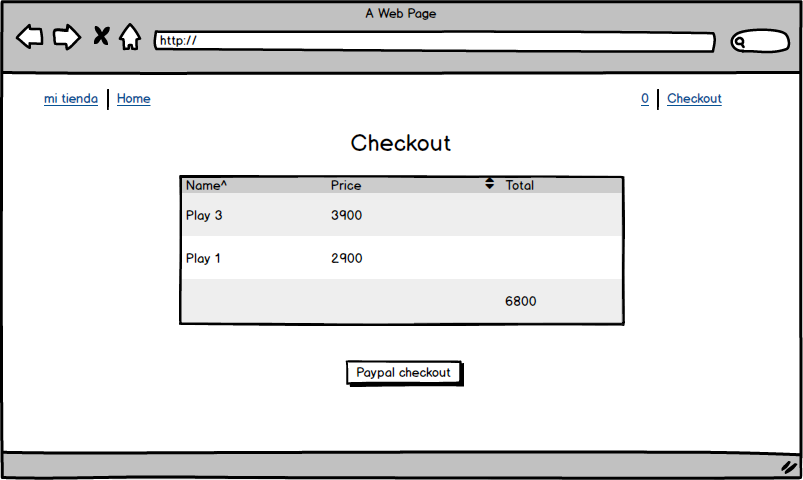 A Web Page
http://
mi tienda Home 0 Checkout
Checkout
Name^ Price Total
Play 3 3900
Play 1 2900
6800
Paypal checkout